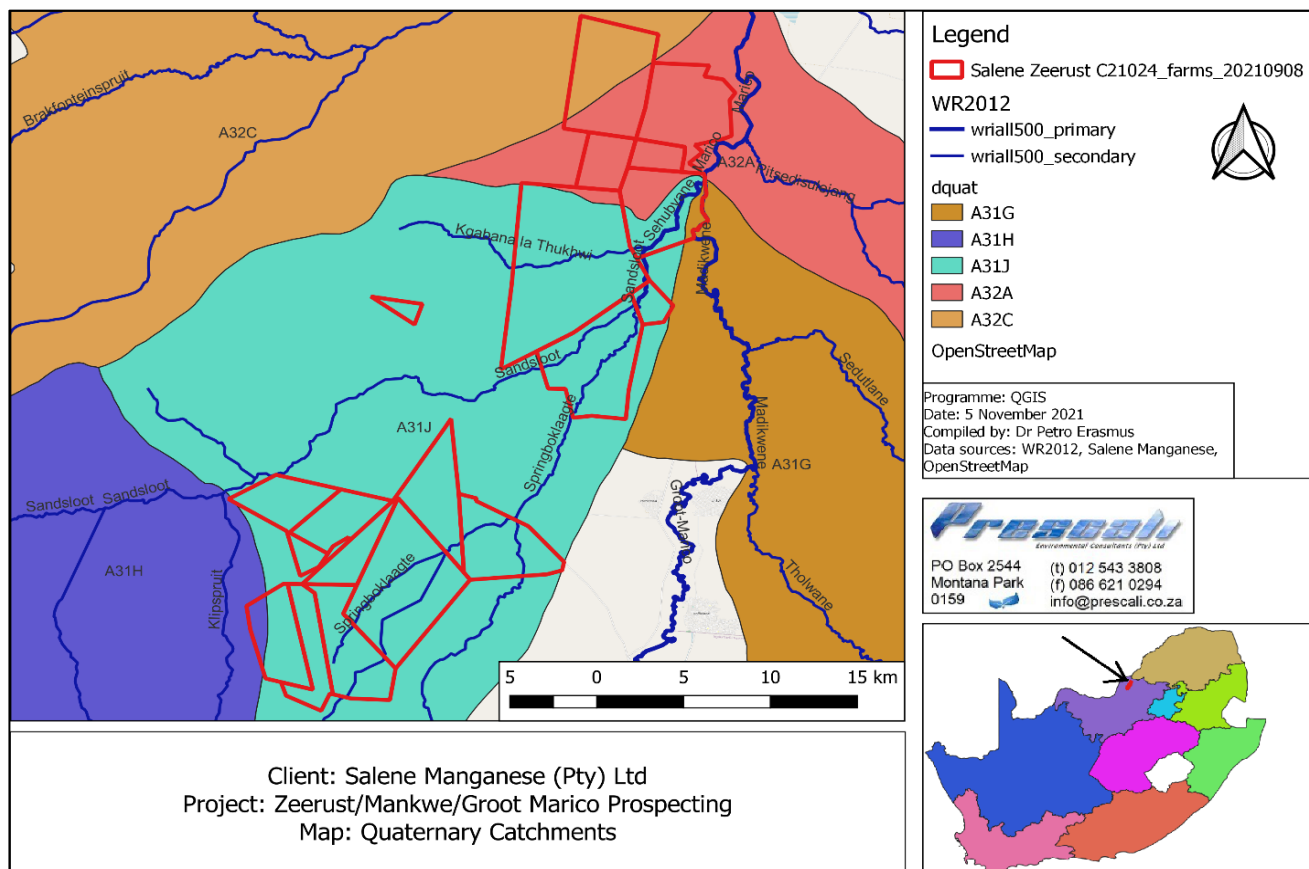 Brakfonteinspruit
A32C
Marico
Marico
A32A
Pitsedisulejang
Sehubyane
Kgabana la Thukhwi
Sandsloot
Madikwene
Sandsloot
Sedutlane
Springboklaagte
Madikwene
A31J
A31G
Sandsloot Sandsloot
Groot-Marico
A31H
Klipspruit
Springboklaagte
Tholwane
5 0 5 10 15 km
Client: Salene Manganese (Pty) Ltd
Project: Zeerust/Mankwe/Groot Marico Prospecting
Map: Quaternary Catchments
Legend
Salene Zeerust C21024_farms_20210908
WR2012
wriall500_primary
wriall500_secondary
dquat
A31G
A31H
A31J
A32A
A32C
OpenStreetMap
Programme: QGIS
Date: 5 November 2021
Compiled by: Dr Petro Erasmus
Data sources: WR2012, Salene Manganese,
OpenStreetMap
Prescali
Environmental Consultants (Pty) Ltd
PO Box 2544
Montana Park
0159
(t) 012 543 3808
(f) 086 621 0294
info@prescali.co.za